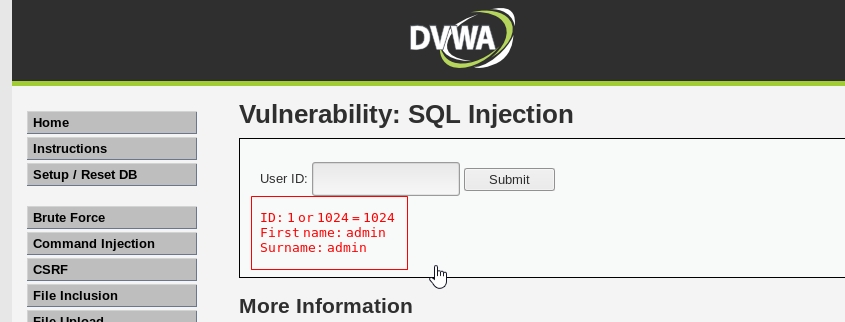 DVWA
Home
Instructions
Setup / Reset DB
Brute Force
Command Injection
CSRF
File Inclusion
File Upload
Vulnerability: SQL Injection
User ID:
Submit
ID: 1 or 1024 = 1024
First name: admin
Surname: admin
More Information